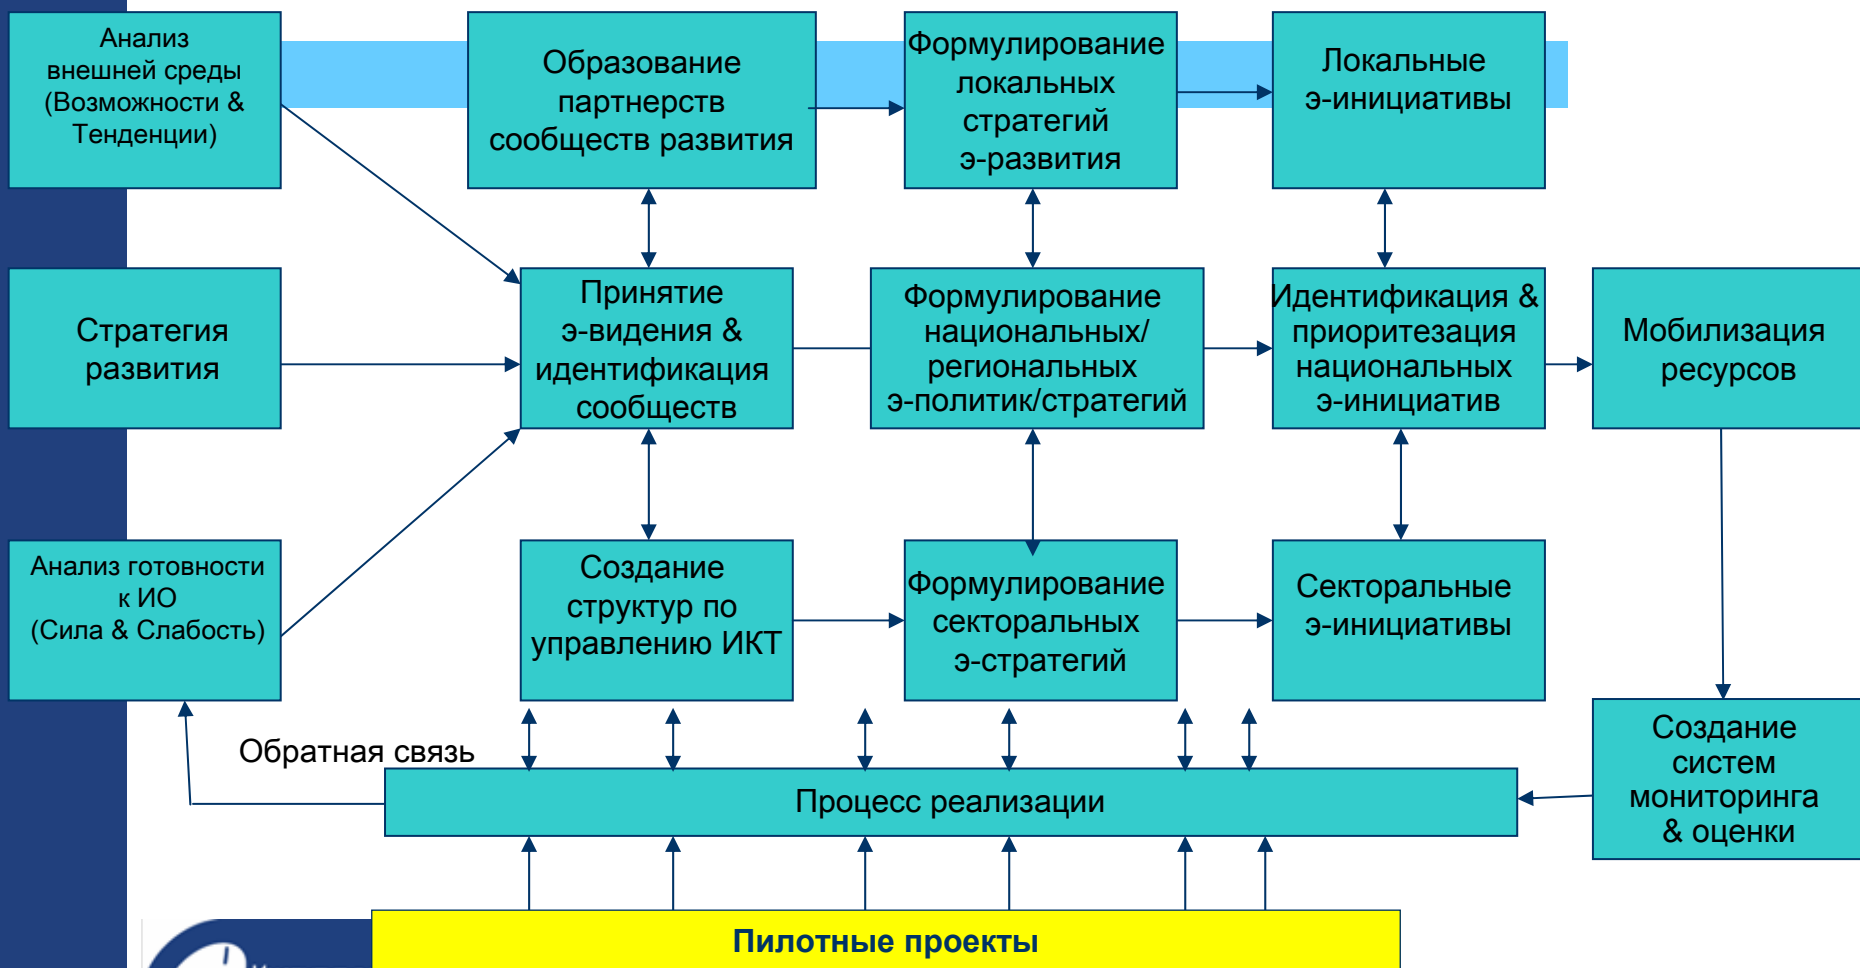 Анализ
внешней среды
(Возможности &
Тенденции)
Образование
партнерств
сообществ развития
Формулирование
локальных
стратегий
э-развития
Локальные
э-инициативы
Стратегия
развития
Принятие
э-видения &
идентификация
сообществ
Формулирование
национальных/
региональных
э-политик/стратегий
Идентификация &
приоритезация
национальных
э-инициатив
Мобилизация
ресурсов
Анализ готовности
к ИО
(Сила & Слабость)
Создание
структур по
управлению ИКТ
Формулирование
секторальных
э-стратегий
Секторальные
э-инициативы
Создание
систем
мониторинга
& оценки
Обратная связь
Процесс реализации
Пилотные проекты